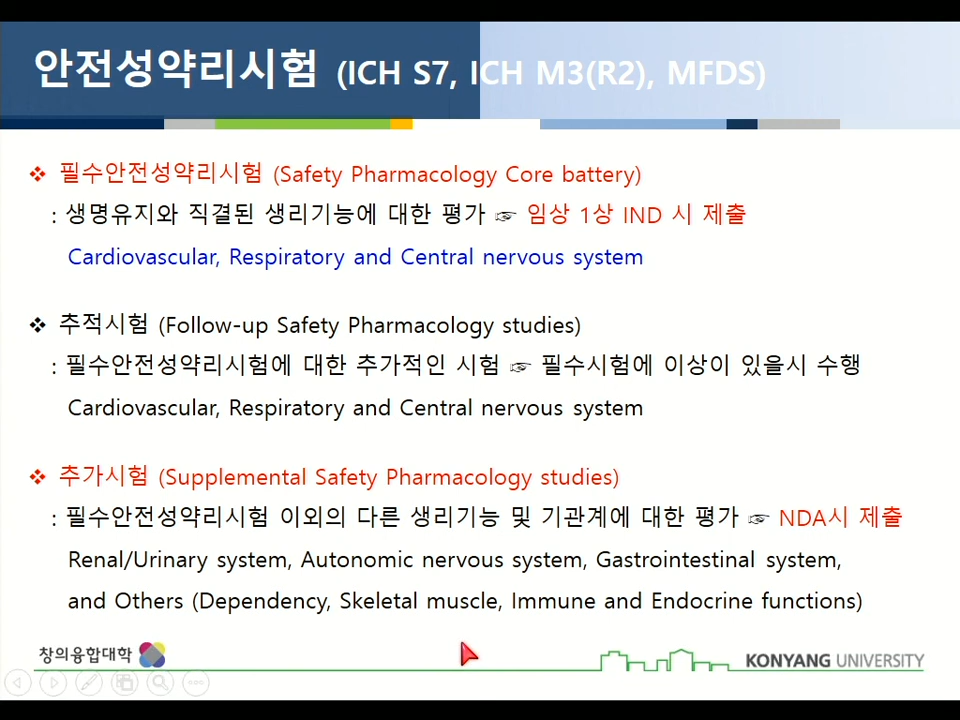 안전성약리시험 (ICH S7, ICH M3(R2), MFDS)
❖ 필수안전성약리시험 (Safety Pharmacology Core battery)
: 생명유지와 직결된 생리기능에 대한 평가 ☞ 임상 1상 IND 시 제출
Cardiovascular, Respiratory and Central nervous system
❖ 추적시험 (Follow-up Safety Pharmacology studies)
: 필수안전성약리시험에 대한 추가적인 시험 ☞ 필수시험에 이상이 있을시 수행
Cardiovascular, Respiratory and Central nervous system
❖ 추가시험 (Supplemental Safety Pharmacology studies)
: 필수안전성약리시험 이외의 다른 생리기능 및 기관계에 대한 평가 ☞ NDA시 제출
Renal/Urinary system, Autonomic nervous system, Gastrointestinal system,
and Others (Dependency, Skeletal muscle, Immune and Endocrine functions)
창의융합대학
KONYANG UNIVERSITY